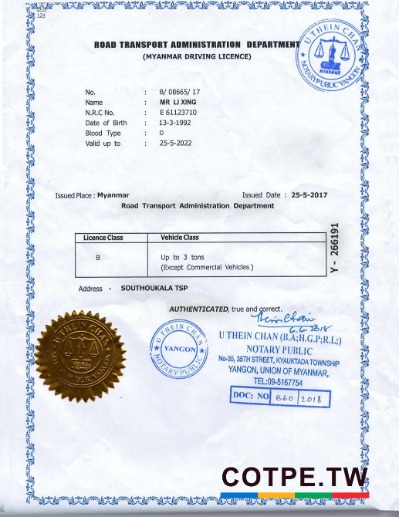 ROAD TRANSPORT ADMINISTRATION DEPARTMENT
(MYANMAR DRIVING LICENCE)
U THEIN CHAN
NOTARY PUBLIC YANGON
No. : B/ 08665/ 17
Name : MR LI XING
N.R.C No. : E 61123710
Date of Birth : 13-3-1992
Blood Type : O
Valid up to : 25-5-2022
Issued Place : Myanmar Issued Date : 25-5-2017
Road Transport Administration Department
Licence Class Vehicle Class
B Up to 3 tons
(Except Commercial Vehicles)
Y - 266191
Address - SOUTHOUKALA TSP
AUTHENTICATED, true and correct.
6.6.2018
U THEIN CHAN
YANGON
NOTARY PUBLIC
U THEIN CHAN (B.A;H.G.P;R.L;)
NOTARY PUBLIC
No-35, 35TH STREET, KYAUKTADA TOWNSHIP
YANGON, UNION OF MYANMAR,
TEL:09-5167754
DOC: NO 860 / 2018
U THEIN CHAN
COTPE.TW